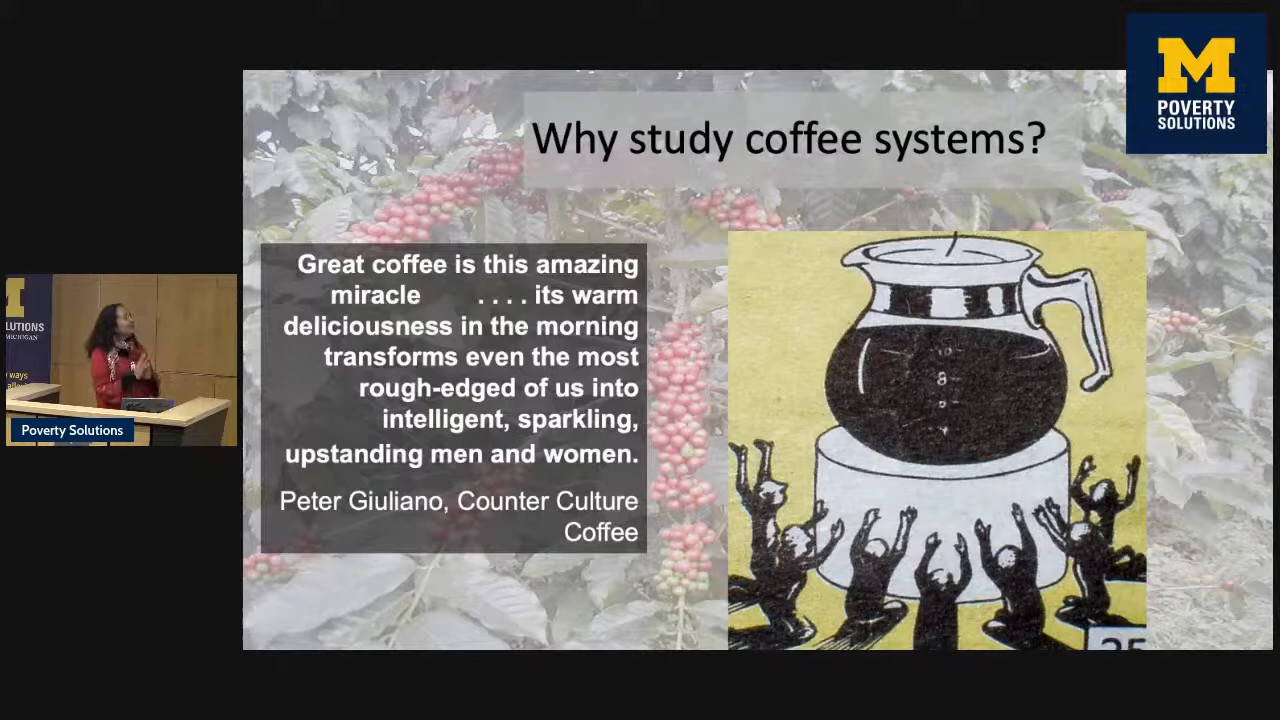 M
POVERTY
SOLUTIONS
Why study coffee systems?
Great coffee is this amazing
miracle . . . . its warm
deliciousness in the morning
transforms even the most
rough-edged of us into
intelligent, sparkling,
upstanding men and women.
Peter Giuliano, Counter Culture
Coffee
10
8
Poverty Solutions